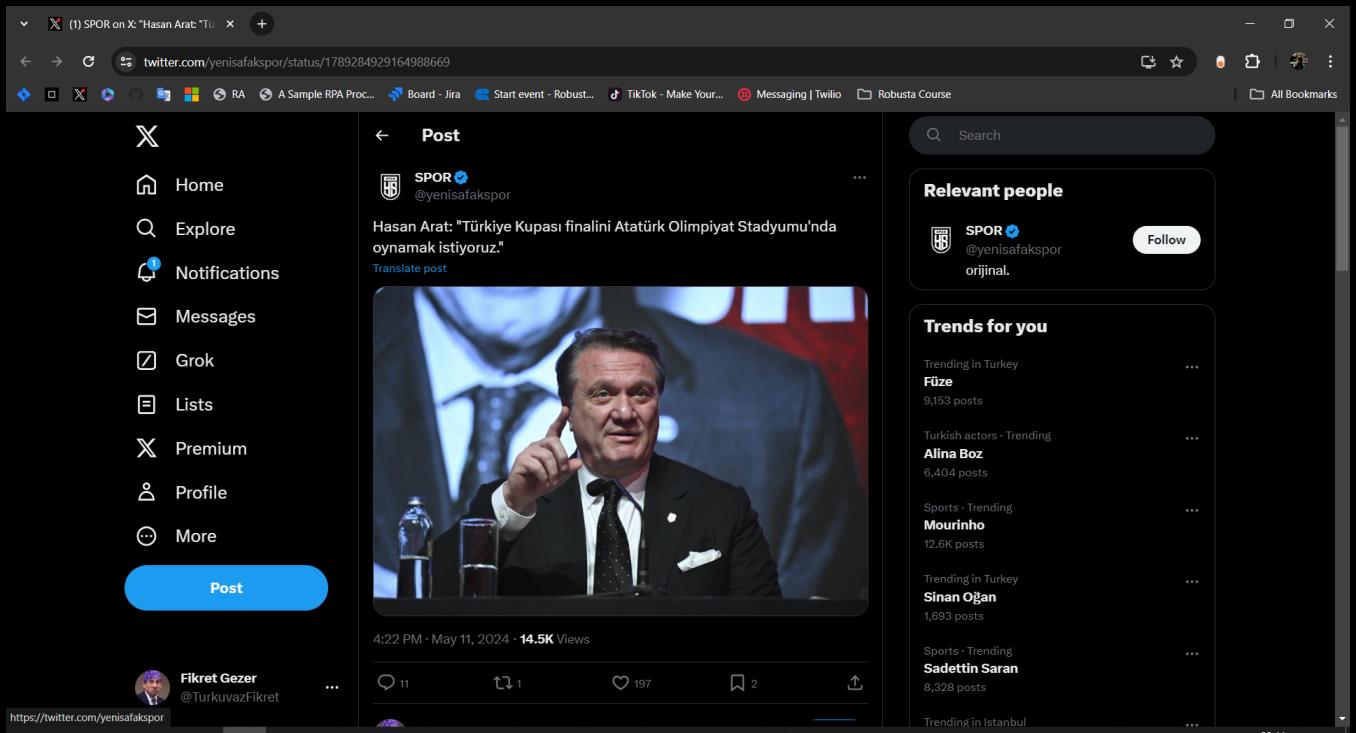 (1) SPOR on X: "Hasan Arat: "Tü
twitter.com/yenisafakspor/status/1789284929164988669
RA
A Sample RPA Proc...
Board - Jira
Start event - Robust...
TikTok - Make Your...
Messaging | Twilio
Robusta Course
All Bookmarks
Home
Explore
1
Notifications
Messages
Grok
Lists
Premium
Profile
More
Post
Fikret Gezer
@TurkuvazFikret
https://twitter.com/yenisafakspor
Post
SPOR
@yenisafakspor
Hasan Arat: "Türkiye Kupası finalini Atatürk Olimpiyat Stadyumu'nda
oynamak istiyoruz."
Translate post
4:22 PM · May 11, 2024 · 14.5K Views
11
1
197
2
Search
Relevant people
SPOR
@yenisafakspor
Follow
orijinal.
Trends for you
Trending in Turkey
Füze
9,153 posts
Turkish actors · Trending
Alina Boz
6,404 posts
Sports · Trending
Mourinho
12.6K posts
Trending in Turkey
Sinan Oğan
1,693 posts
Sports · Trending
Sadettin Saran
8,328 posts
Trending in Istanbul